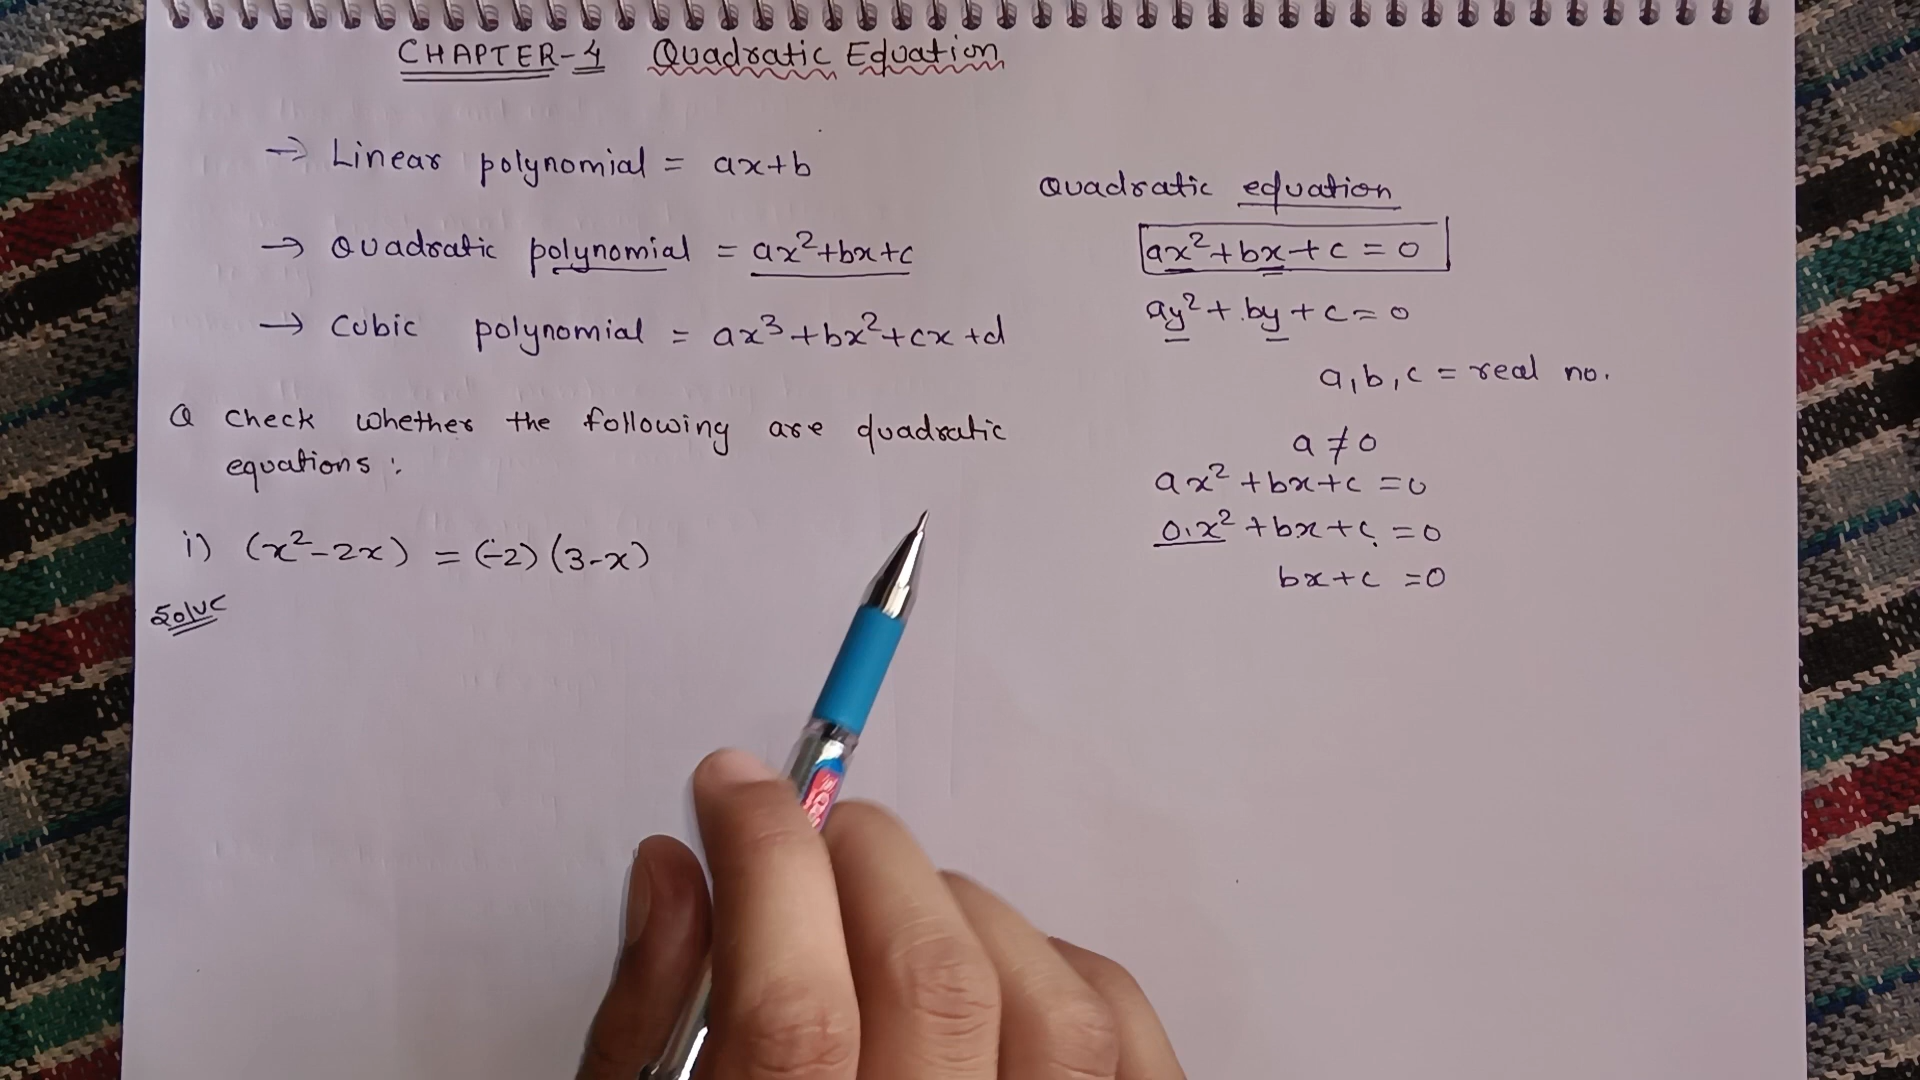 CHAPTER-4 Quadratic Equation
→ Linear polynomial = ax+b
→ Quadratic polynomial = ax²+bx+c
→ Cubic polynomial = ax³+bx²+cx+d
Q Check whether the following are quadratic
equations:
i) (x²-2x) = (-2)(3-x)
Solve
Quadratic equation
ax²+bx+c=0
ay²+by+c=0
a,b,c = real no.
a≠0
ax²+bx+c=0
0.x²+bx+c=0
bx+c=0